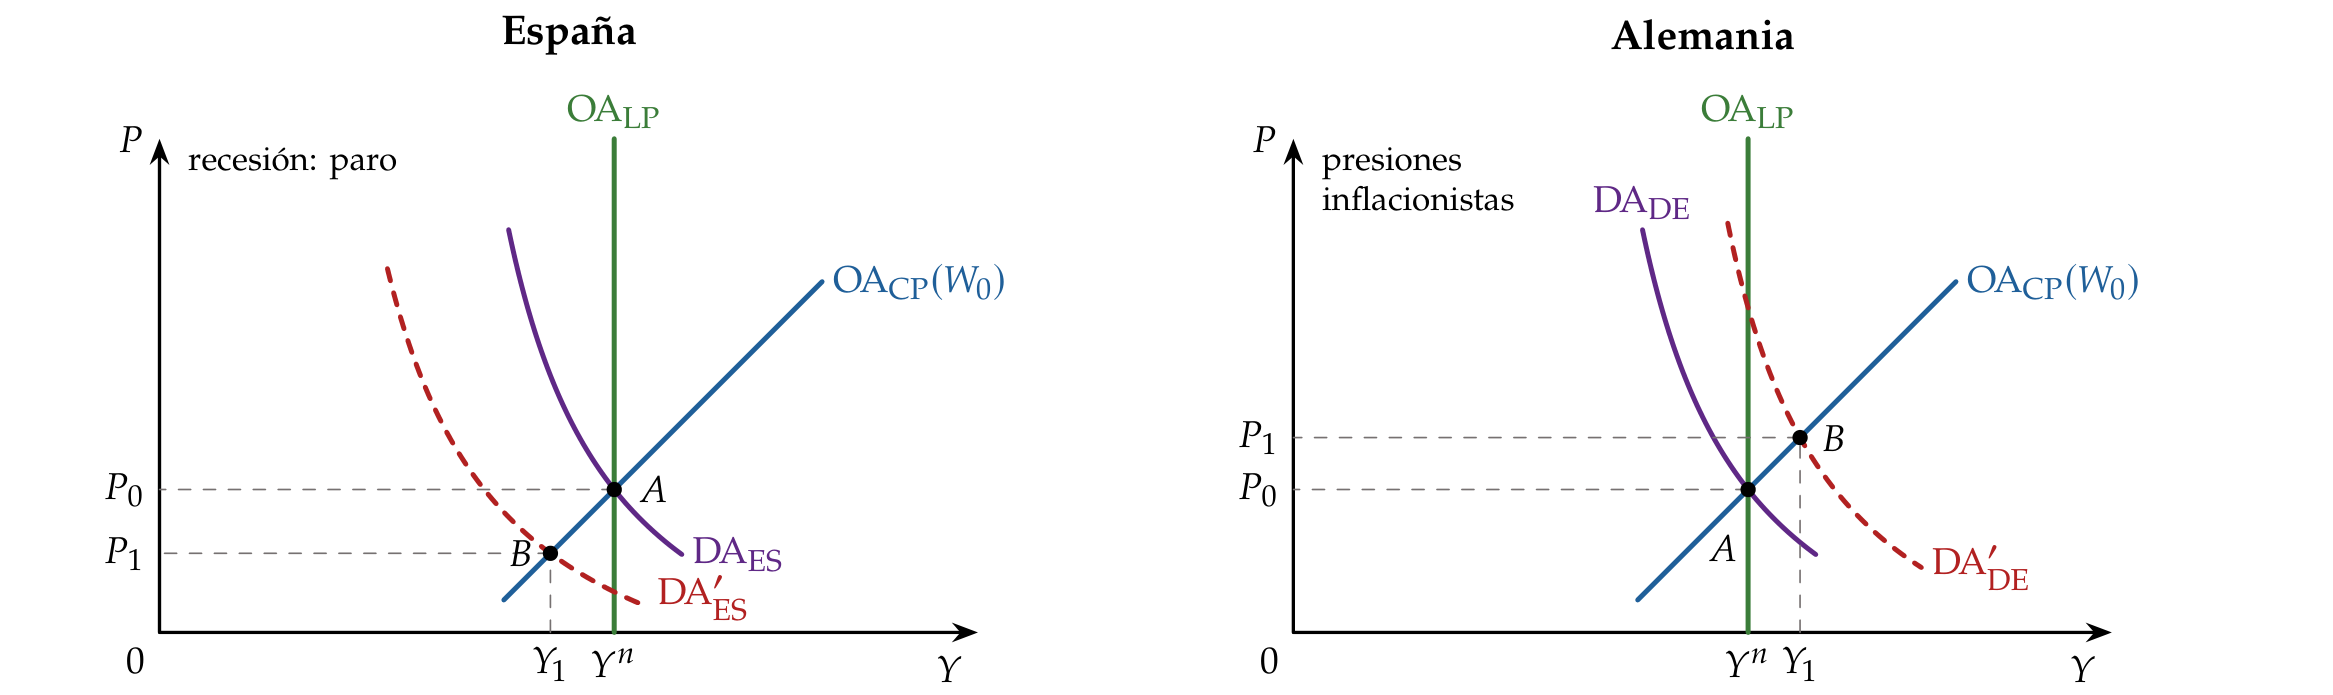 España
OA_LP
P
recesión: paro
OA_CP(W_0)
P_0
A
P_1
B
DA_ES
DA′_ES
0
Y_1
Y^n
Y
Alemania
OA_LP
P
presiones
inflacionistas
DA_DE
OA_CP(W_0)
P_1
B
P_0
A
DA′_DE
0
Y^n
Y_1
Y